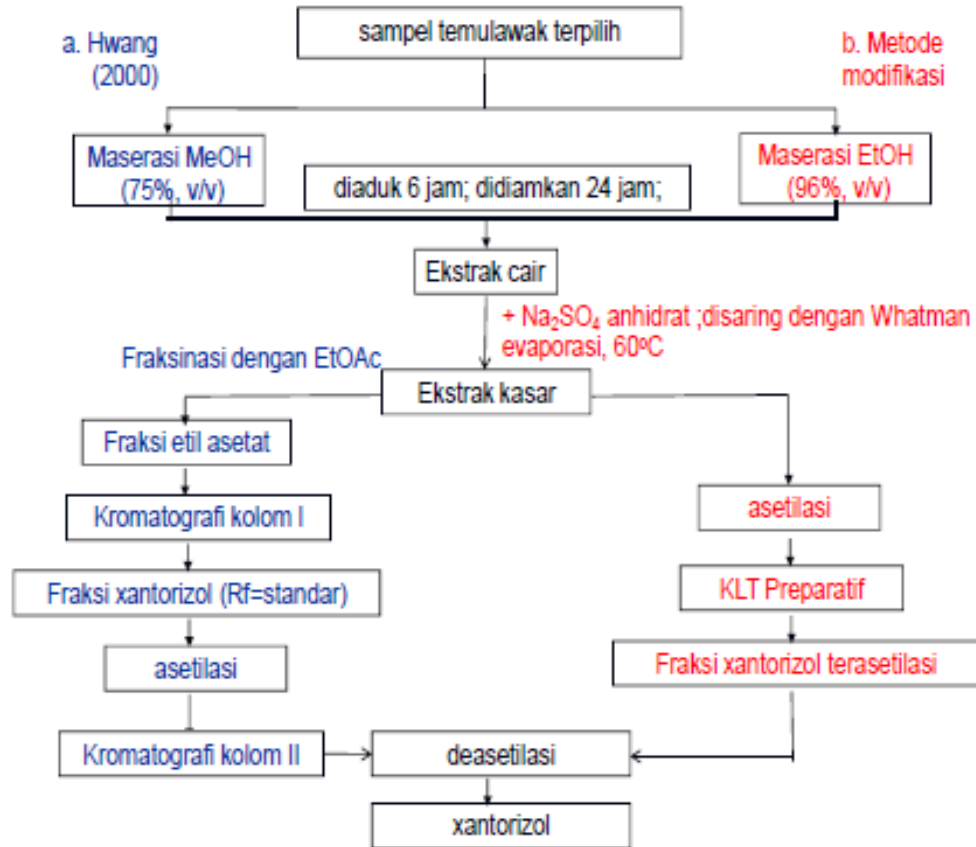 a. Hwang
(2000)
sampel temulawak terpilih
b. Metode
modifikasi
Maserasi MeOH
(75%, v/v)
diaduk 6 jam; didiamkan 24 jam;
Maserasi EtOH
(96%, v/v)
Ekstrak cair
+ Na₂SO₄ anhidrat ;disaring dengan Whatman
evaporasi, 60ºC
Fraksinasi dengan EtOAc
Ekstrak kasar
Fraksi etil asetat
Kromatografi kolom I
Fraksi xantorizol (Rf=standar)
asetilasi
Kromatografi kolom II
asetilasi
KLT Preparatif
Fraksi xantorizol terasetilasi
deasetilasi
xantorizol